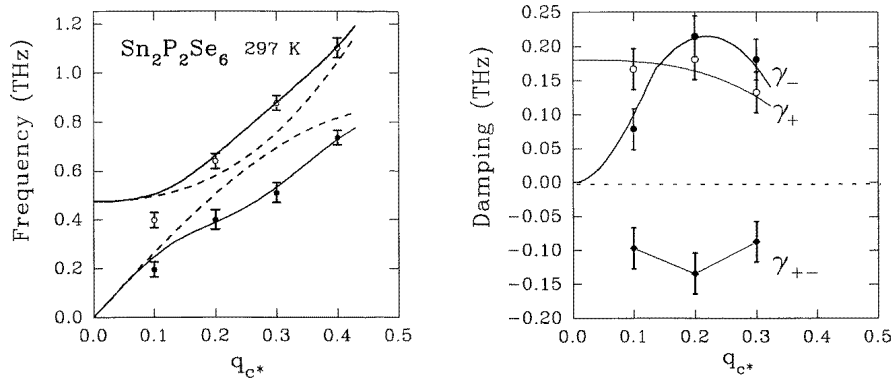 1.2
1.0
0.8
0.6
0.4
0.2
0.0
Frequency (THz)
Sn2P2Se6 297 K
0.0 0.1 0.2 0.3 0.4 0.5
qc*
0.25
0.20
0.15
0.10
0.05
0.00
-0.05
-0.10
-0.15
-0.20
Damping (THz)
γ−
γ+
γ+−
0.0 0.1 0.2 0.3 0.4 0.5
qc*